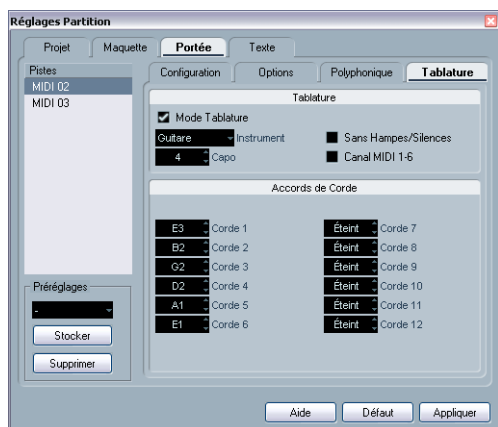 Réglages Partition
Projet Maquette Portée Texte
Pistes
MIDI 02
MIDI 03
Préréglages
-
Stocker
Supprimer
Configuration Options Polyphonique Tablature
Tablature
Mode Tablature
Guitare Instrument Sans Hampes/Silences
4 Capo Canal MIDI 1-6
Accords de Corde
E3 Corde 1 Éteint Corde 7
B2 Corde 2 Éteint Corde 8
G2 Corde 3 Éteint Corde 9
D2 Corde 4 Éteint Corde 10
A1 Corde 5 Éteint Corde 11
E1 Corde 6 Éteint Corde 12
Aide Défaut Appliquer